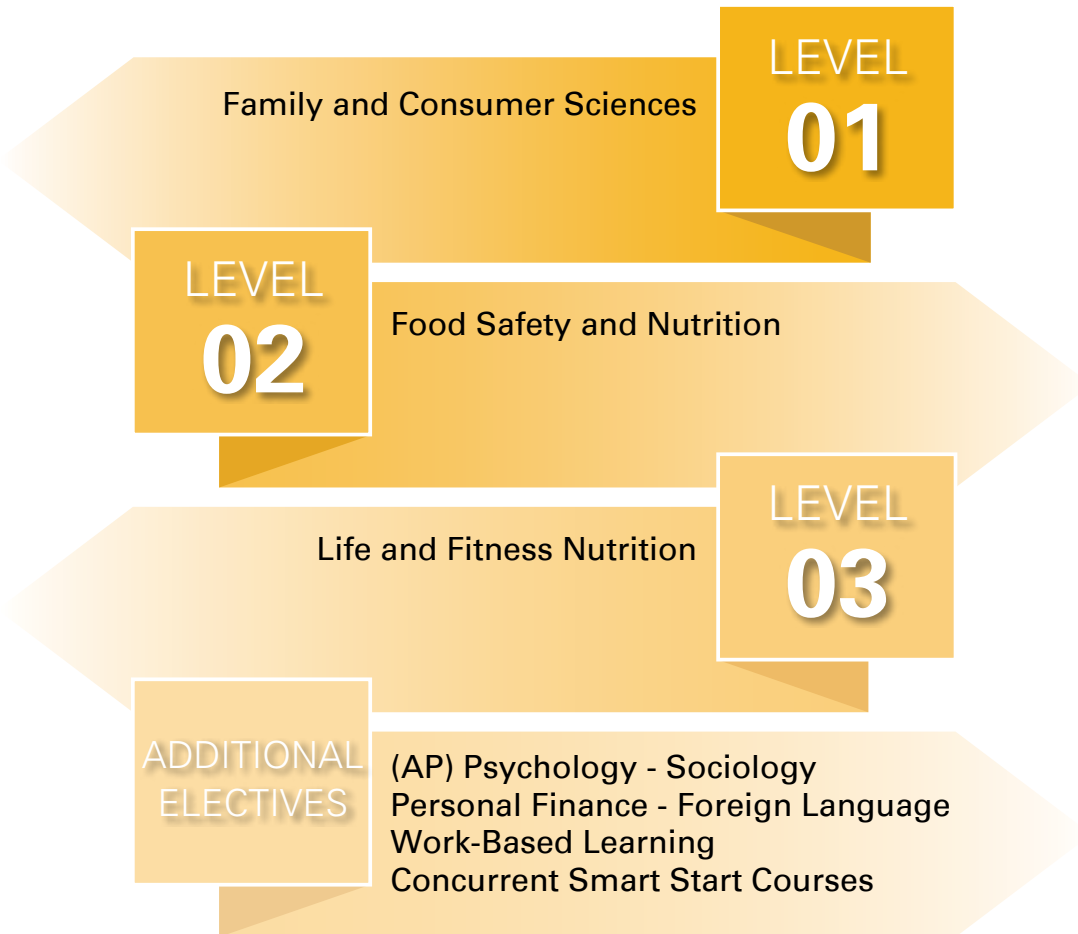 LEVEL
01
Family and Consumer Sciences
LEVEL
02
Food Safety and Nutrition
LEVEL
03
Life and Fitness Nutrition
ADDITIONAL
ELECTIVES
(AP) Psychology - Sociology
Personal Finance - Foreign Language
Work-Based Learning
Concurrent Smart Start Courses